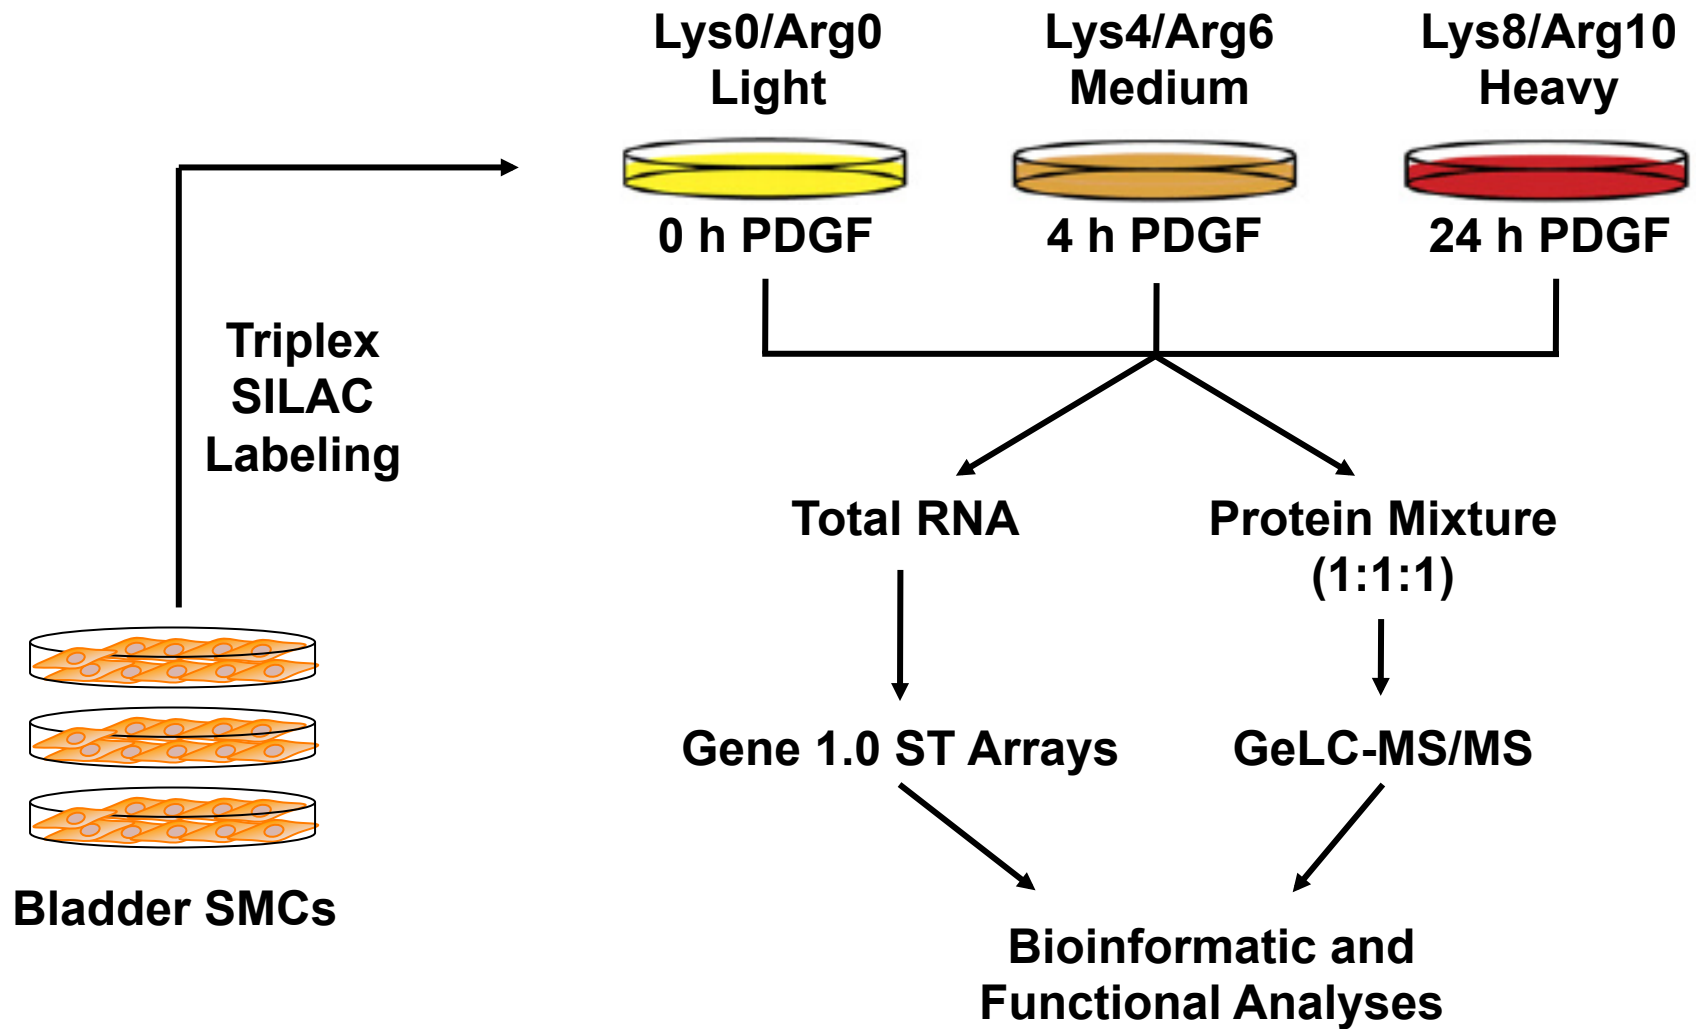 Lys0/Arg0
Light
Lys4/Arg6
Medium
Lys8/Arg10
Heavy
0 h PDGF
4 h PDGF
24 h PDGF
Triplex
SILAC
Labeling
Total RNA
Protein Mixture
(1:1:1)
Gene 1.0 ST Arrays
GeLC-MS/MS
Bladder SMCs
Bioinformatic and
Functional Analyses